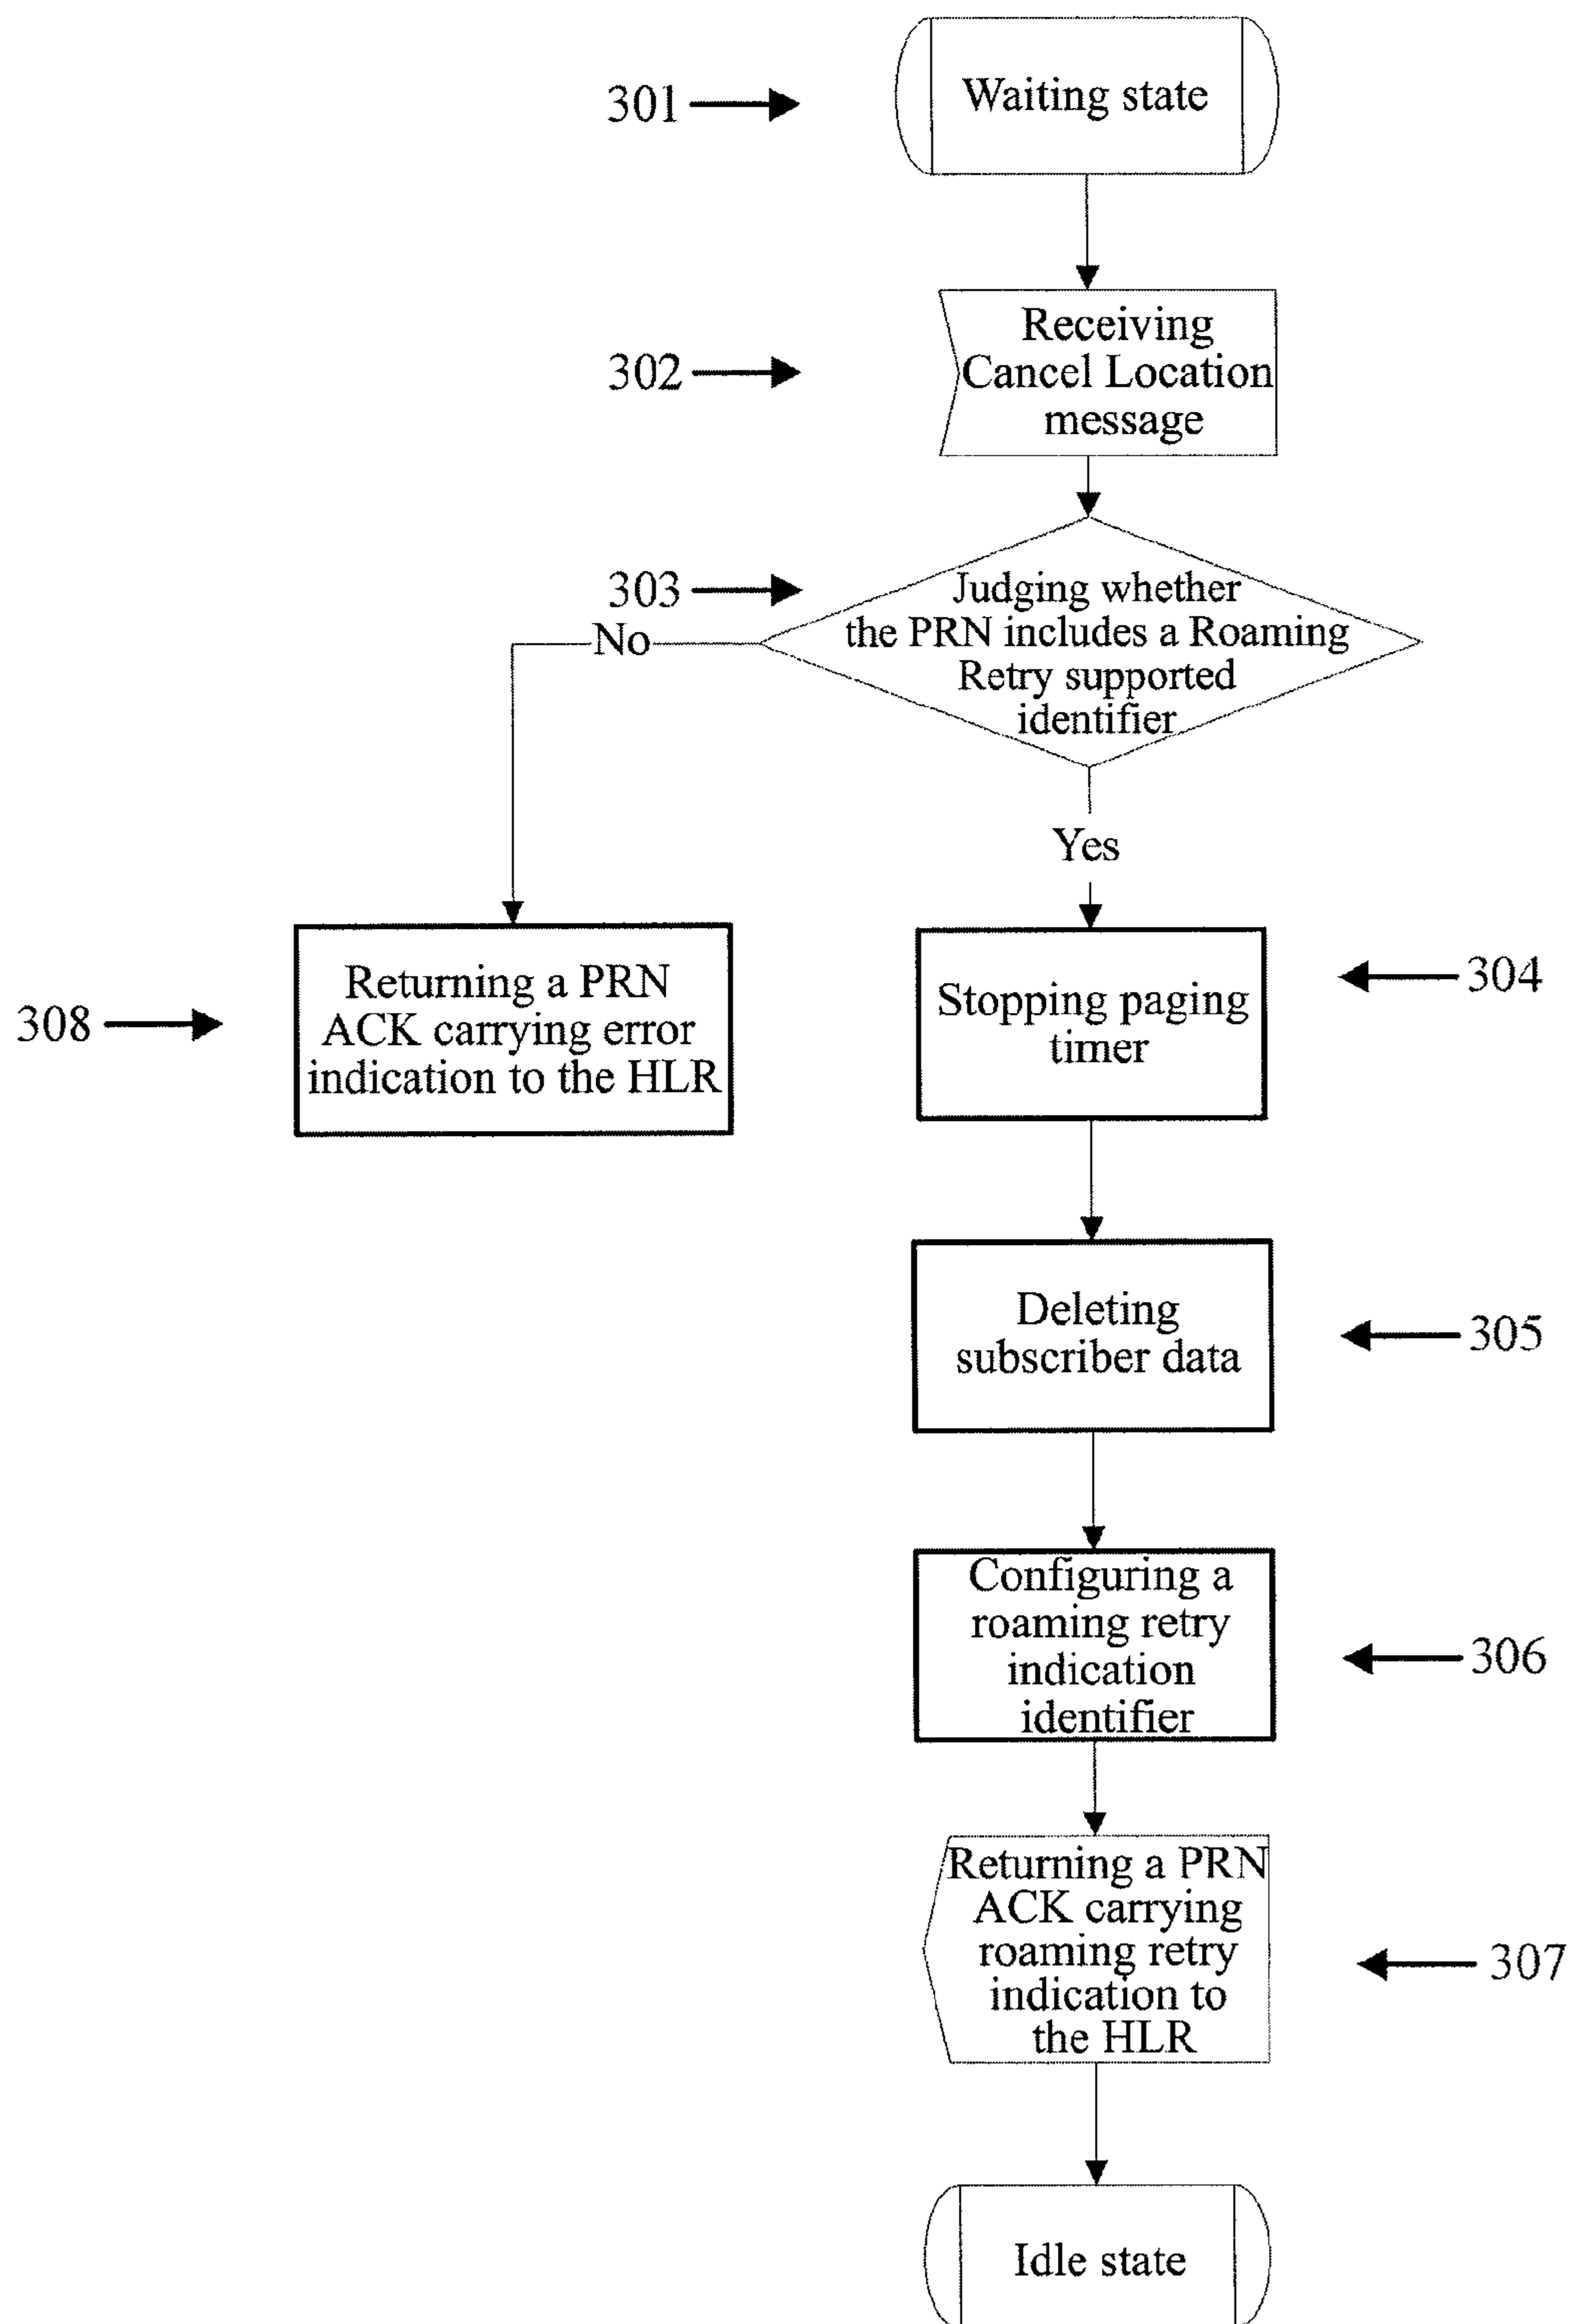 301
Waiting state
302
Receiving
Cancel Location
message
303
Judging whether
the PRN includes a Roaming
Retry supported
identifier
No
Yes
308
Returning a PRN
ACK carrying error
indication to the HLR
Stopping paging
timer
304
Deleting
subscriber data
305
Configuring a
roaming retry
indication
identifier
306
Returning a PRN
ACK carrying
roaming retry
indication to
the HLR
307
Idle state